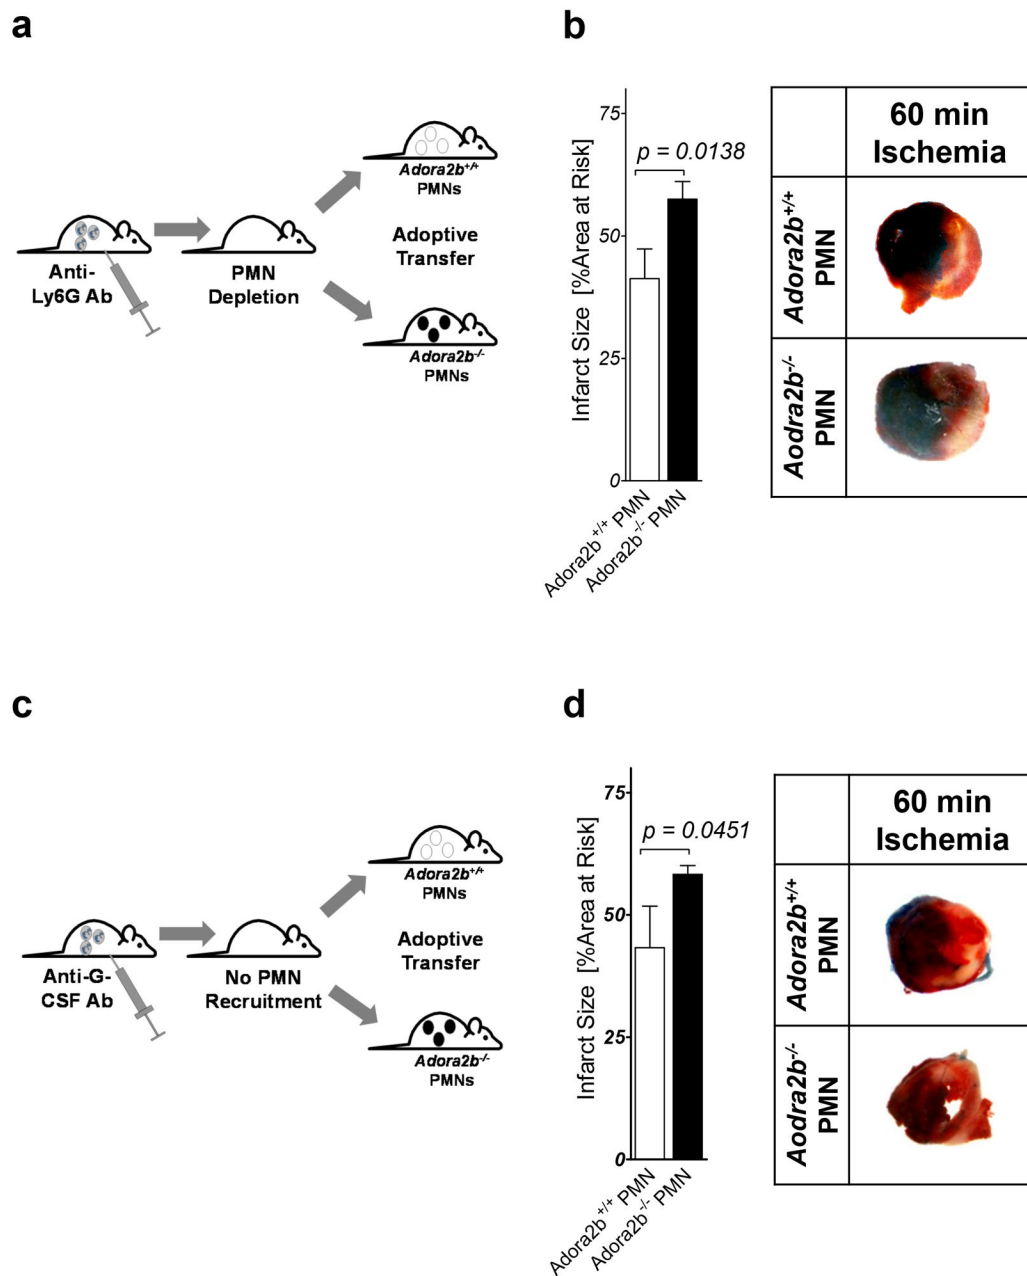 a
Adora2b+/+
PMNs
Adoptive
Transfer
Anti-
Ly6G Ab
PMN
Depletion
Adora2b-/-
PMNs
b
Infarct Size [%Area at Risk]
75
50
25
0
p = 0.0138
Adora2b+/+ PMN
Adora2b-/- PMN
60 min
Ischemia
Adora2b+/+
PMN
Aodra2b-/-
PMN
c
Adora2b+/+
PMNs
Adoptive
Transfer
Anti-G-
CSF Ab
No PMN
Recruitment
Adora2b-/-
PMNs
d
Infarct Size [%Area at Risk]
75
50
25
0
p = 0.0451
Adora2b+/+ PMN
Adora2b-/- PMN
60 min
Ischemia
Adora2b+/+
PMN
Aodra2b-/-
PMN